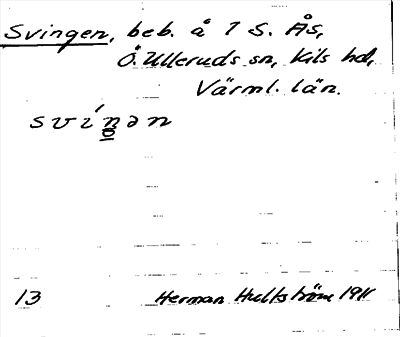 Svingen, beb. å 1 S. Ås,
Ö. Ulleruds sn, Kils hd,
Värml. län.
svíŋən
13 Herman Hultström 1911